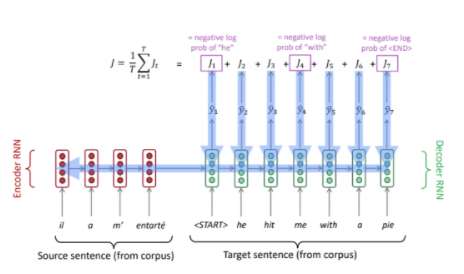 = negative log prob of "he"
= negative log prob of "with"
= negative log prob of <END>
J = 1/T ∑ t=1 T J_t = J₁ + J₂ + J₃ + J₄ + J₅ + J₆ + J₇
ŷ₁ ŷ₂ ŷ₃ ŷ₄ ŷ₅ ŷ₆ ŷ₇
Encoder RNN
Decoder RNN
il a m' entarté <START> he hit me with a pie
Source sentence (from corpus)
Target sentence (from corpus)